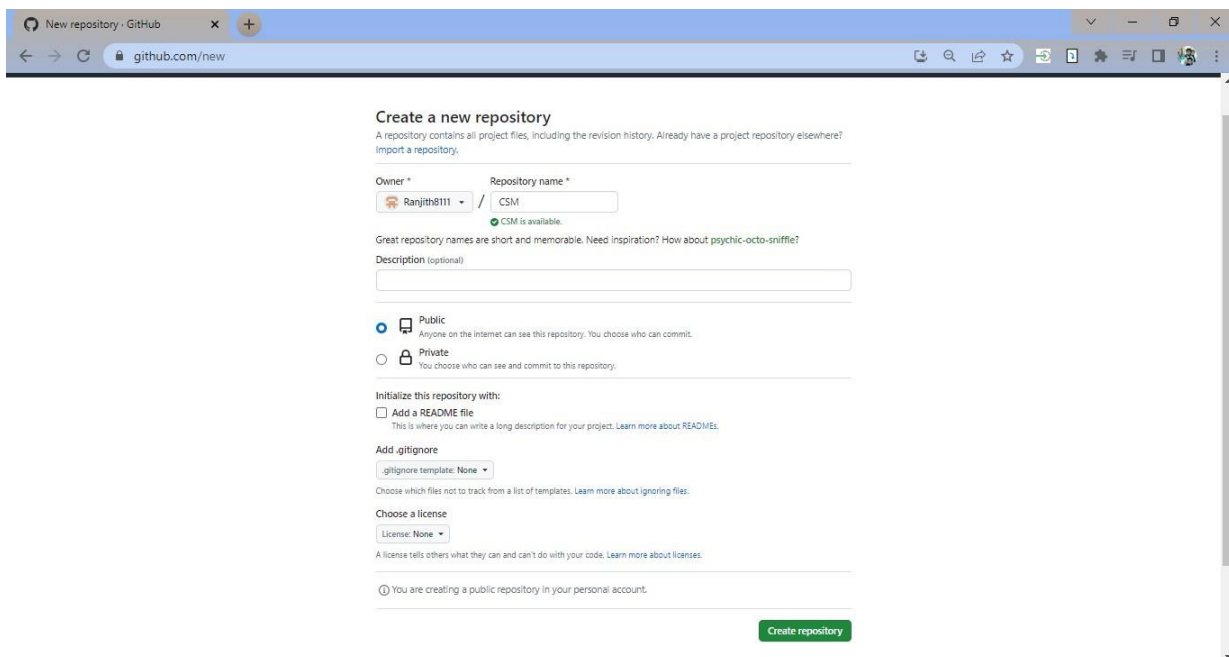 New repository · GitHub
github.com/new
Create a new repository
A repository contains all project files, including the revision history. Already have a project repository elsewhere?
Import a repository.
Owner * Repository name *
Ranjith8111 / CSM
CSM is available.
Great repository names are short and memorable. Need inspiration? How about psychic-octo-sniffle?
Description (optional)
Public
Anyone on the internet can see this repository. You choose who can commit.
Private
You choose who can see and commit to this repository.
Initialize this repository with:
Add a README file
This is where you can write a long description for your project. Learn more about READMEs.
Add .gitignore
.gitignore template: None
Choose which files not to track from a list of templates. Learn more about ignoring files.
Choose a license
License: None
A license tells others what they can and can't do with your code. Learn more about licenses.
You are creating a public repository in your personal account.
Create repository